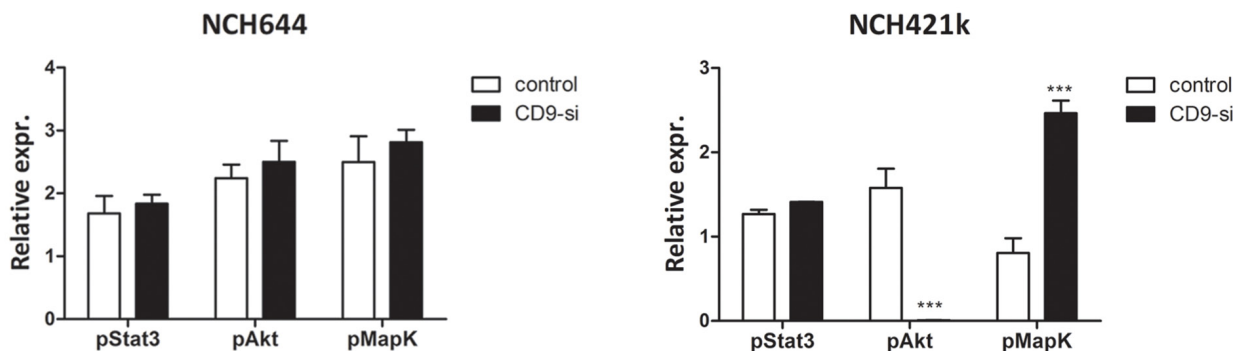 NCH644
Relative expr.
4
3
2
1
0
pStat3
pAkt
pMapK
control
CD9-si
NCH421k
Relative expr.
3
2
1
0
***
***
pStat3
pAkt
pMapK
control
CD9-si